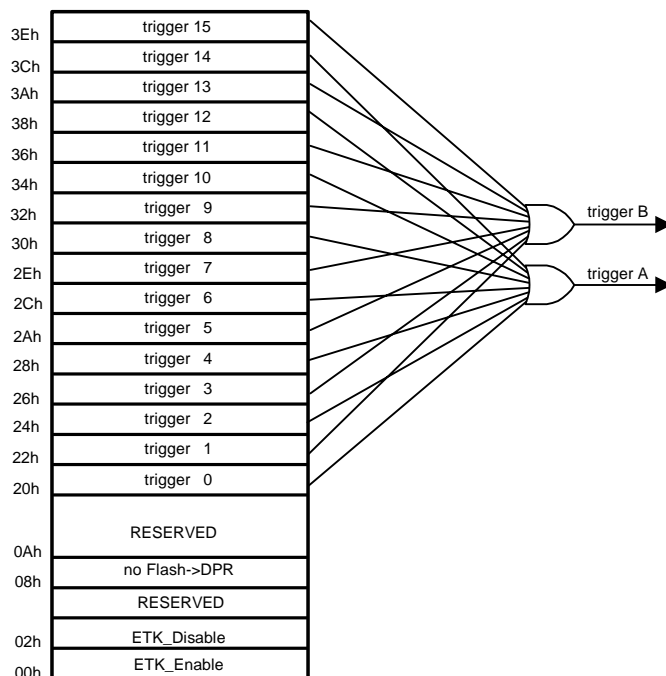 3Eh trigger 15
3Ch trigger 14
3Ah trigger 13
38h trigger 12
36h trigger 11
34h trigger 10
32h trigger 9
30h trigger 8
2Eh trigger 7
2Ch trigger 6
2Ah trigger 5
28h trigger 4
26h trigger 3
24h trigger 2
22h trigger 1
20h trigger 0
0Ah RESERVED
08h no Flash->DPR
RESERVED
02h ETK_Disable
00h ETK_Enable
trigger B
trigger A